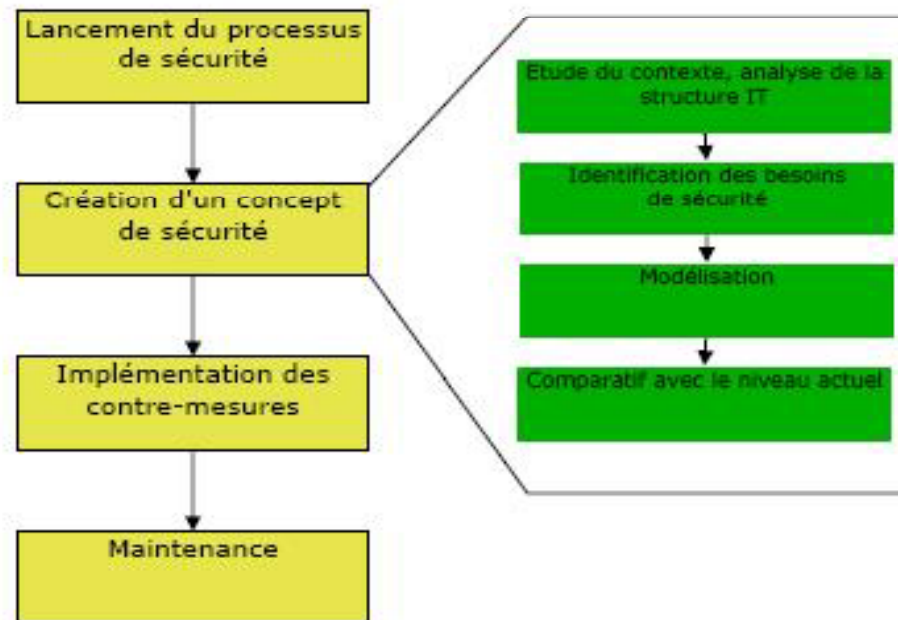 Lancement du processus
de sécurité
Création d'un concept
de sécurité
Implémentation des
contre-mesures
Maintenance
Etude du contexte, analyse de la
structure IT
Identification des besoins
de sécurité
Modélisation
Comparatif avec le niveau actuel